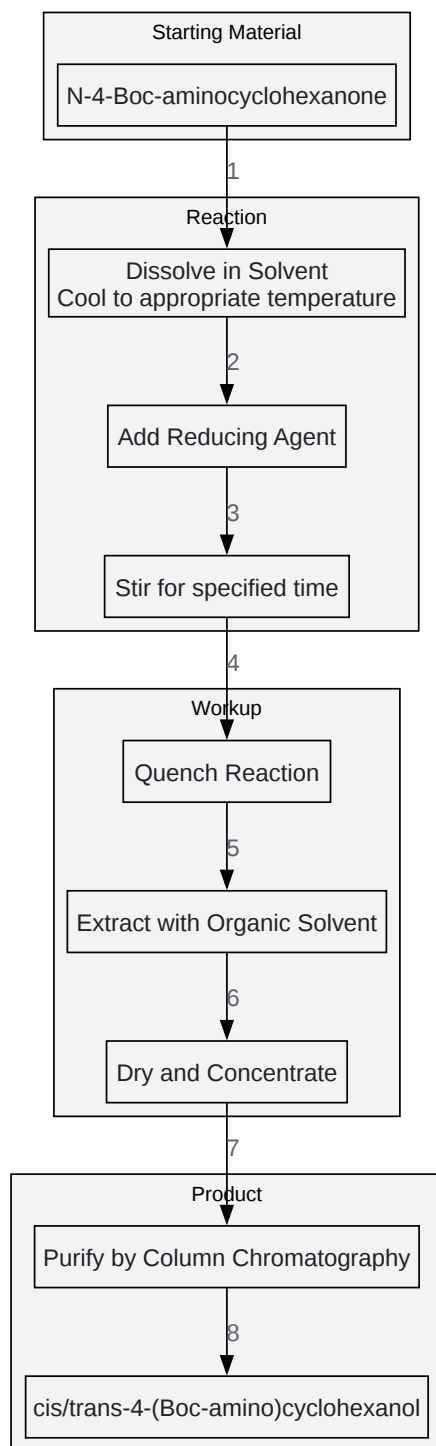 Starting Material
N-4-Boc-aminocyclohexanone
1
Reaction
Dissolve in Solvent
Cool to appropriate temperature
2
Add Reducing Agent
3
Stir for specified time
4
Workup
Quench Reaction
5
Extract with Organic Solvent
6
Dry and Concentrate
7
Product
Purify by Column Chromatography
8
cis/trans-4-(Boc-amino)cyclohexanol